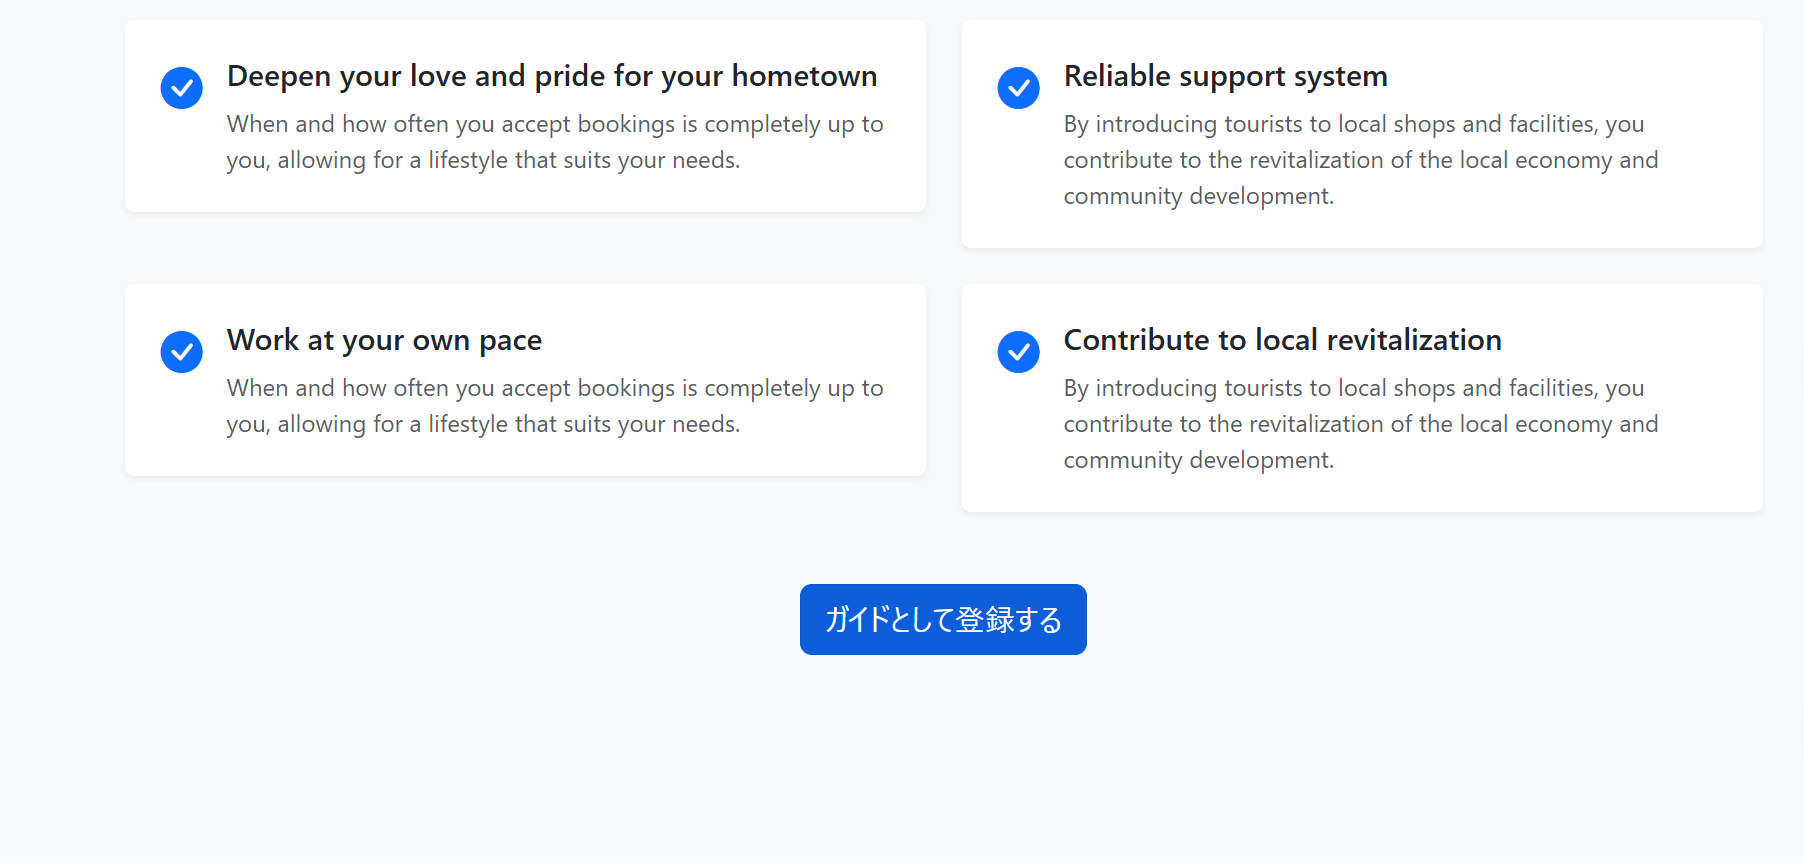 Deepen your love and pride for your hometown
When and how often you accept bookings is completely up to
you, allowing for a lifestyle that suits your needs.
Reliable support system
By introducing tourists to local shops and facilities, you
contribute to the revitalization of the local economy and
community development.
Work at your own pace
When and how often you accept bookings is completely up to
you, allowing for a lifestyle that suits your needs.
Contribute to local revitalization
By introducing tourists to local shops and facilities, you
contribute to the revitalization of the local economy and
community development.
ガイドとして登録する